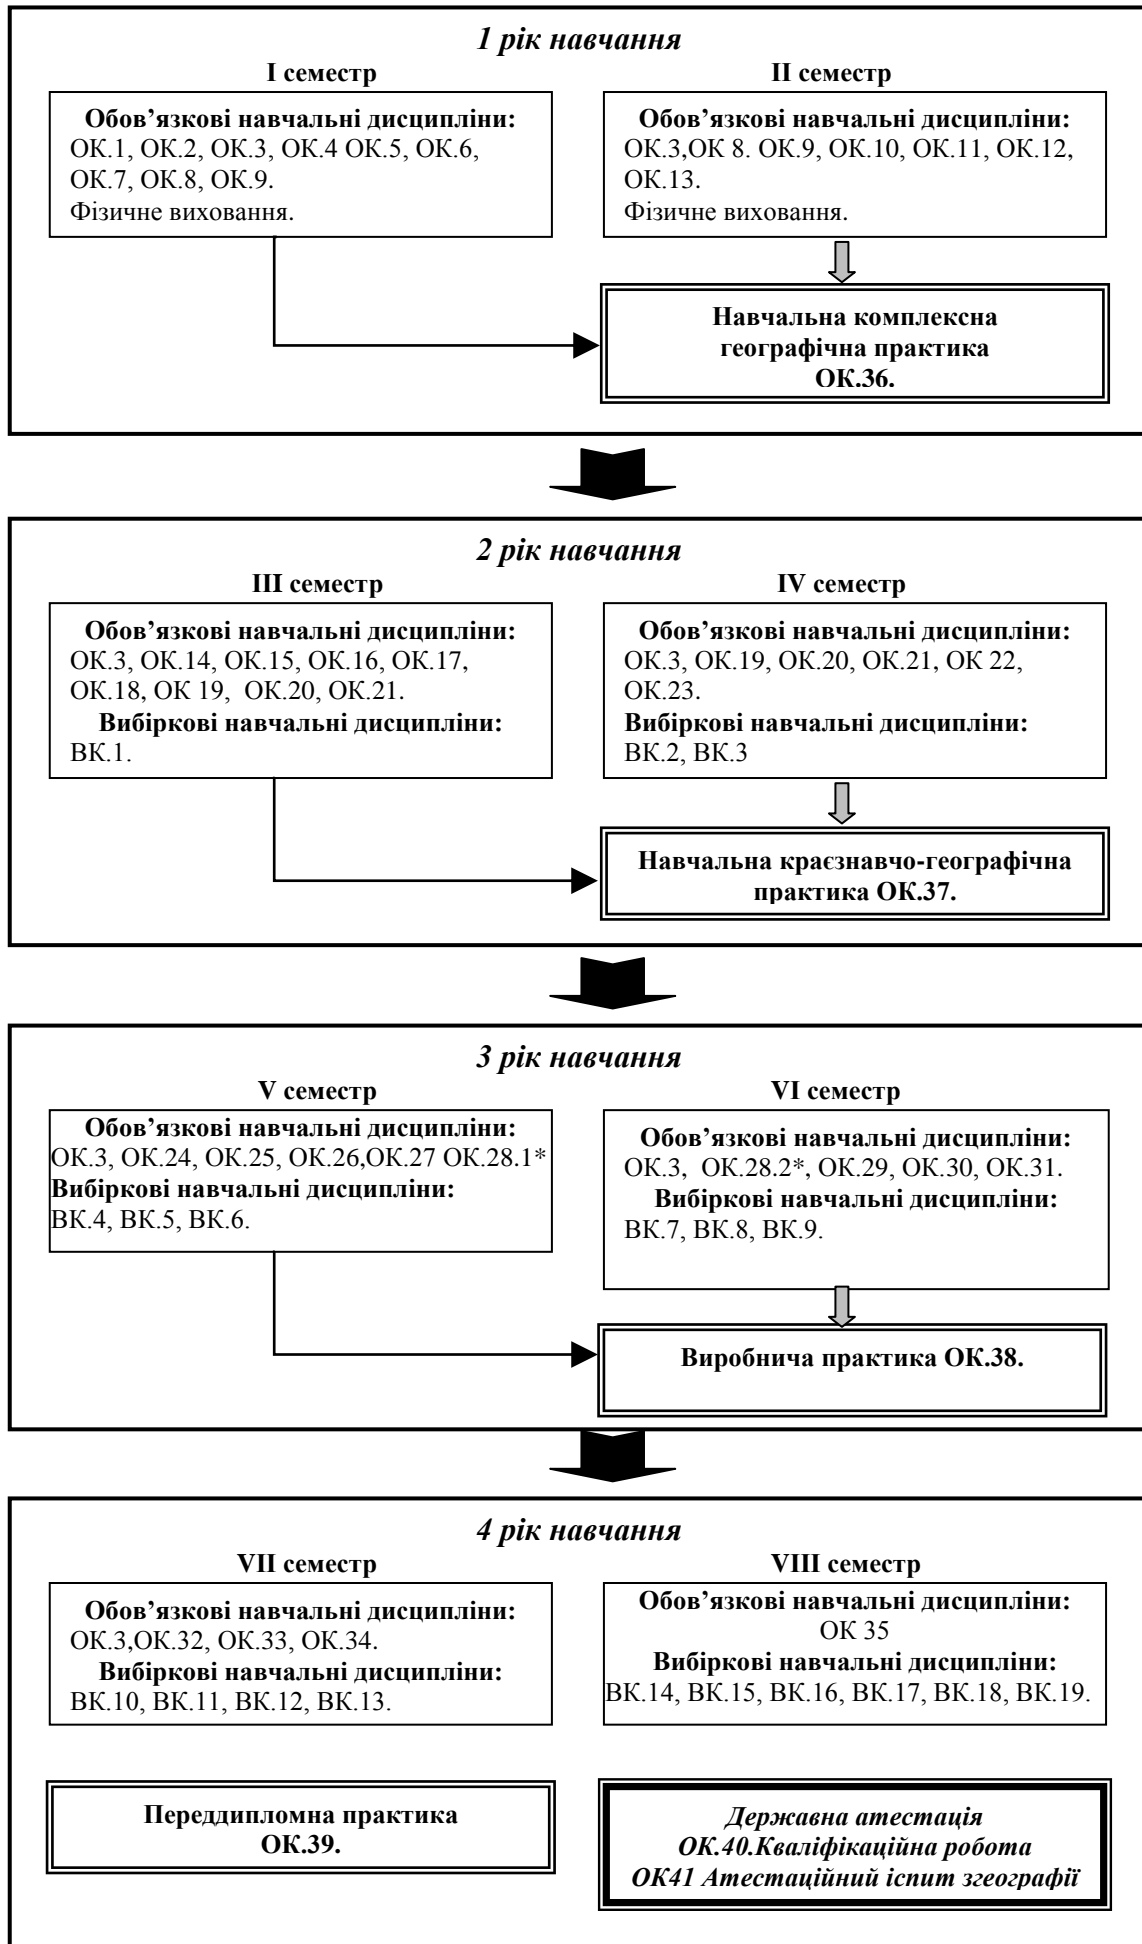 1 рік навчання
I семестр
Обов’язкові навчальні дисципліни:
ОК.1, ОК.2, ОК.3, ОК.4 ОК.5, ОК.6,
ОК.7, ОК.8, ОК.9.
Фізичне виховання.
II семестр
Обов’язкові навчальні дисципліни:
ОК.3,ОК 8. ОК.9, ОК.10, ОК.11, ОК.12,
ОК.13.
Фізичне виховання.
Навчальна комплексна
географічна практика
ОК.36.
2 рік навчання
III семестр
Обов’язкові навчальні дисципліни:
ОК.3, ОК.14, ОК.15, ОК.16, ОК.17,
ОК.18, ОК 19, ОК.20, ОК.21.
Вибіркові навчальні дисципліни:
ВК.1.
IV семестр
Обов’язкові навчальні дисципліни:
ОК.3, ОК.19, ОК.20, ОК.21, ОК 22,
ОК.23.
Вибіркові навчальні дисципліни:
ВК.2, ВК.3
Навчальна краєзнавчо-географічна
практика ОК.37.
3 рік навчання
V семестр
Обов’язкові навчальні дисципліни:
ОК.3, ОК.24, ОК.25, ОК.26,ОК.27 ОК.28.1*
Вибіркові навчальні дисципліни:
ВК.4, ВК.5, ВК.6.
VI семестр
Обов’язкові навчальні дисципліни:
ОК.3, ОК.28.2*, ОК.29, ОК.30, ОК.31.
Вибіркові навчальні дисципліни:
ВК.7, ВК.8, ВК.9.
Виробнича практика ОК.38.
4 рік навчання
VII семестр
Обов’язкові навчальні дисципліни:
ОК.3,ОК.32, ОК.33, ОК.34.
Вибіркові навчальні дисципліни:
ВК.10, ВК.11, ВК.12, ВК.13.
VIII семестр
Обов’язкові навчальні дисципліни:
ОК 35
Вибіркові навчальні дисципліни:
ВК.14, ВК.15, ВК.16, ВК.17, ВК.18, ВК.19.
Переддипломна практика
ОК.39.
Державна атестація
ОК.40.Кваліфікаційна робота
ОК41 Атестаційний іспит згеографії